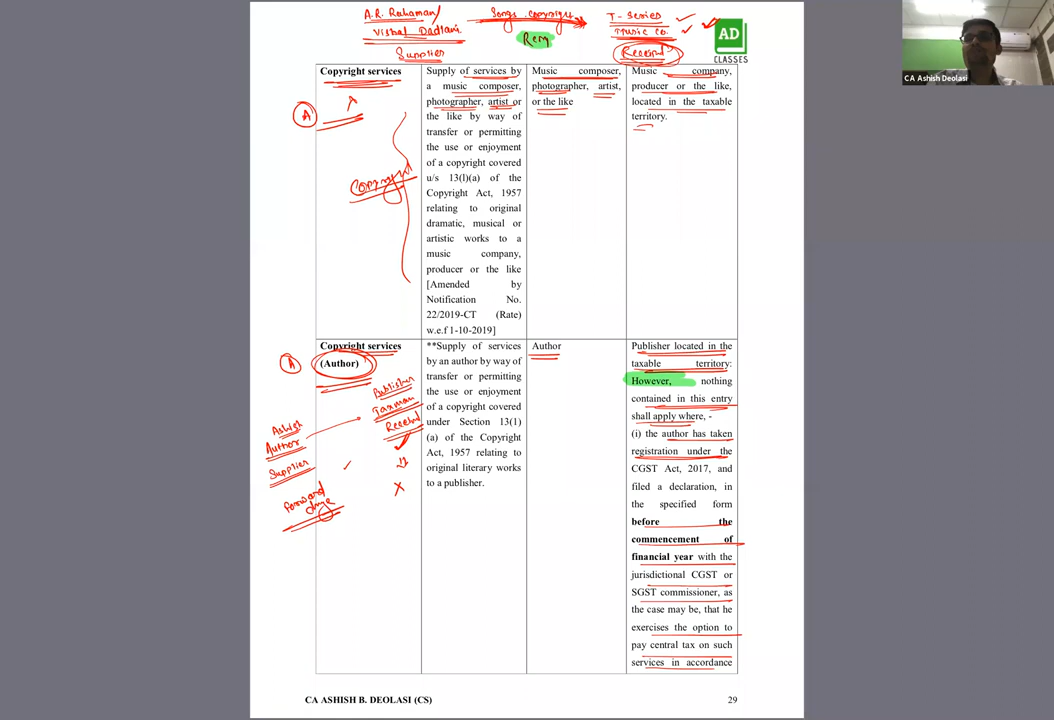 A.R. Rahaman/
Vishal Dadlani
Supplier
Songs copyright
Rcm
T-Series
Music Co.
Receiver
AD
CLASSES
CA Ashish Deolasi
Copyright services
Supply of services by
a music composer,
photographer, artist or
the like by way of
transfer or permitting
the use or enjoyment
of a copyright covered
u/s 13(l)(a) of the
Copyright Act, 1957
relating to original
dramatic, musical or
artistic works to a
music company,
producer or the like
[Amended by
Notification No.
22/2019-CT (Rate)
w.e.f 1-10-2019]
Music composer,
photographer, artist,
or the like
Music company,
producer or the like,
located in the taxable
territory.
A
Copyright
Copyright services
(Author)
**Supply of services
by an author by way of
transfer or permitting
the use or enjoyment
of a copyright covered
under Section 13(1)
(a) of the Copyright
Act, 1957 relating to
original literary works
to a publisher.
Author
Publisher located in the
taxable territory:
However, nothing
contained in this entry
shall apply where, -
(i) the author has taken
registration under the
CGST Act, 2017, and
filed a declaration, in
the specified form
before the
commencement of
financial year with the
jurisdictional CGST or
SGST commissioner, as
the case may be, that he
exercises the option to
pay central tax on such
services in accordance
A
Publisher
Taxman
Receiver
Ashish
Author
Supplier
Forward
Charge
CA ASHISH B. DEOLASI (CS)
29